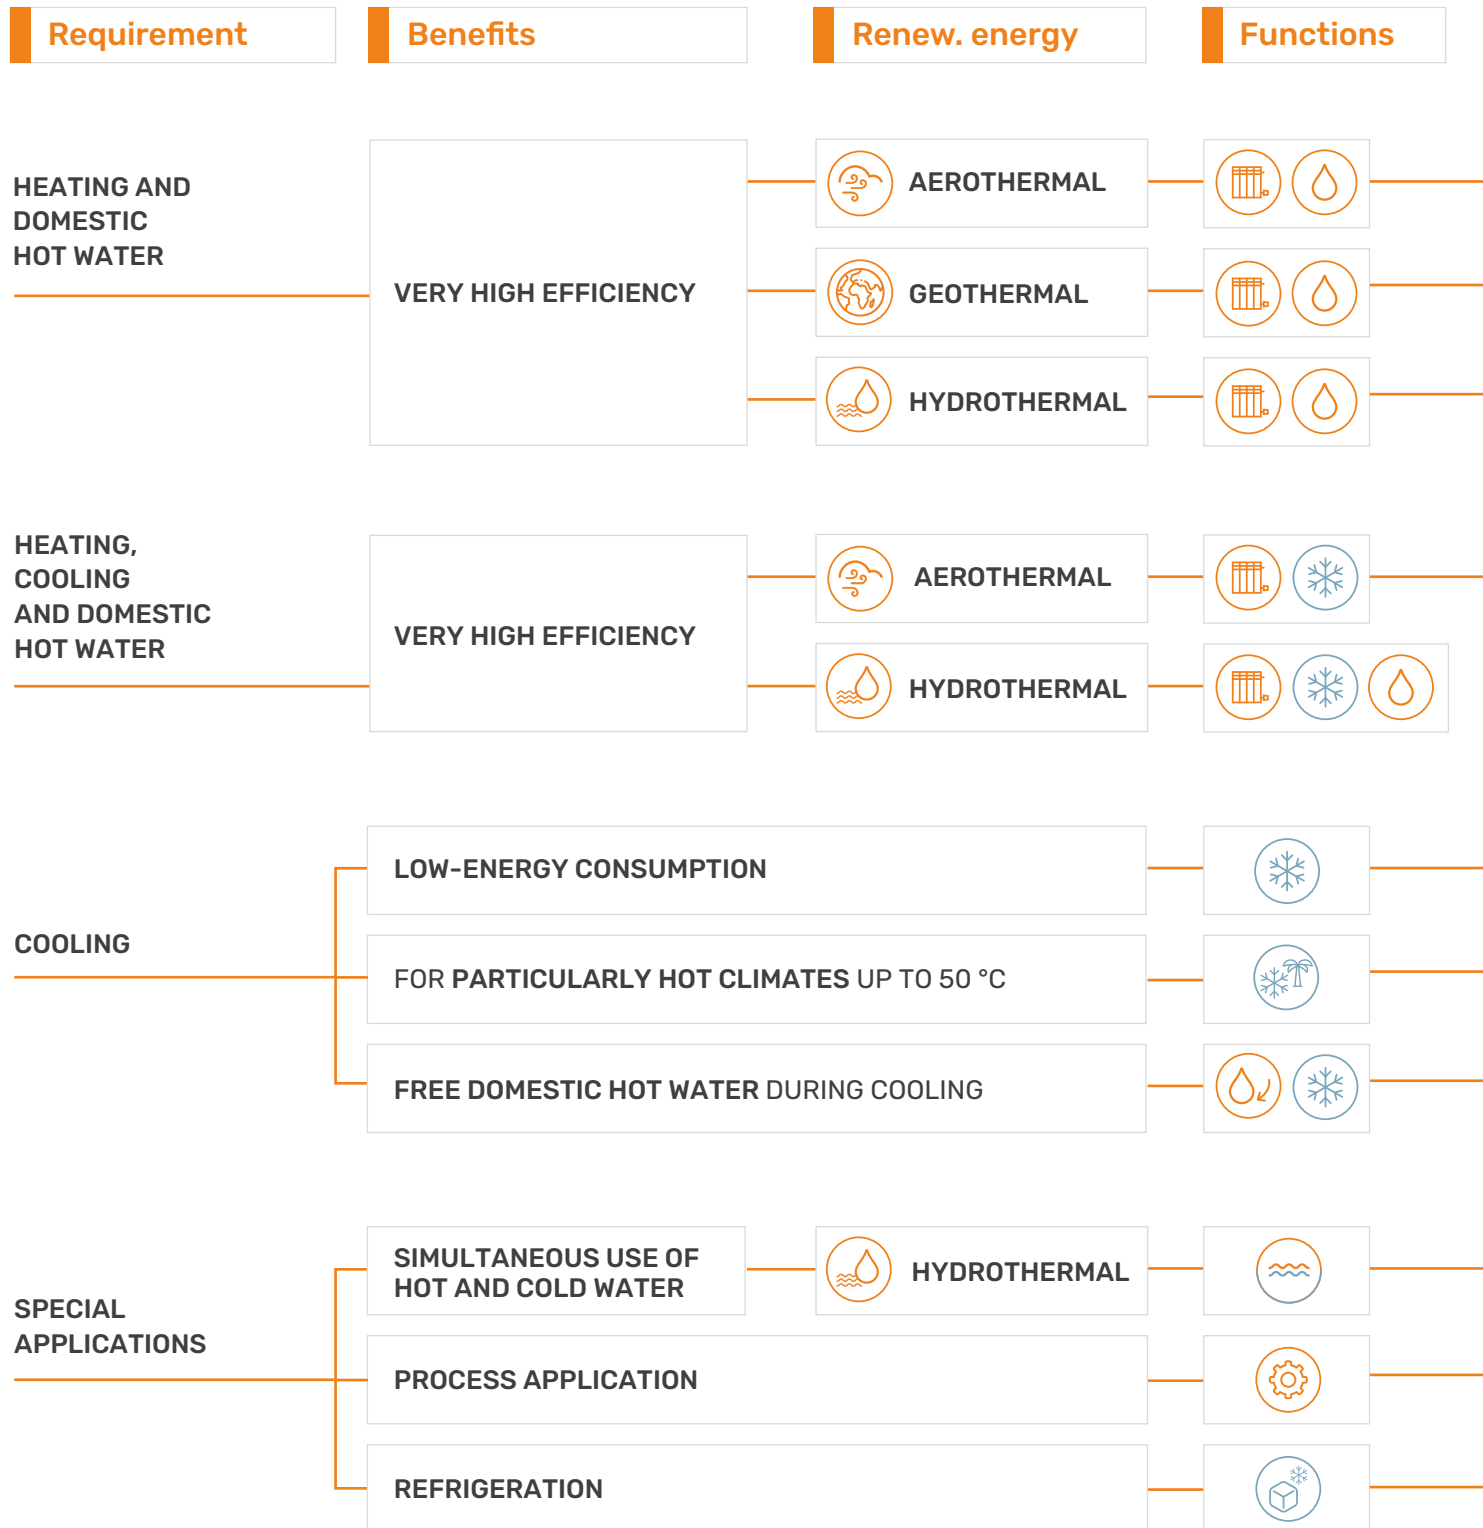 Requirement
Benefits
Renew. energy
Functions
HEATING AND
DOMESTIC
HOT WATER
VERY HIGH EFFICIENCY
AEROTHERMAL
GEOTHERMAL
HYDROTHERMAL
HEATING,
COOLING
AND DOMESTIC
HOT WATER
VERY HIGH EFFICIENCY
AEROTHERMAL
HYDROTHERMAL
COOLING
LOW-ENERGY CONSUMPTION
FOR PARTICULARLY HOT CLIMATES UP TO 50 °C
FREE DOMESTIC HOT WATER DURING COOLING
SPECIAL
APPLICATIONS
SIMULTANEOUS USE OF
HOT AND COLD WATER
HYDROTHERMAL
PROCESS APPLICATION
REFRIGERATION